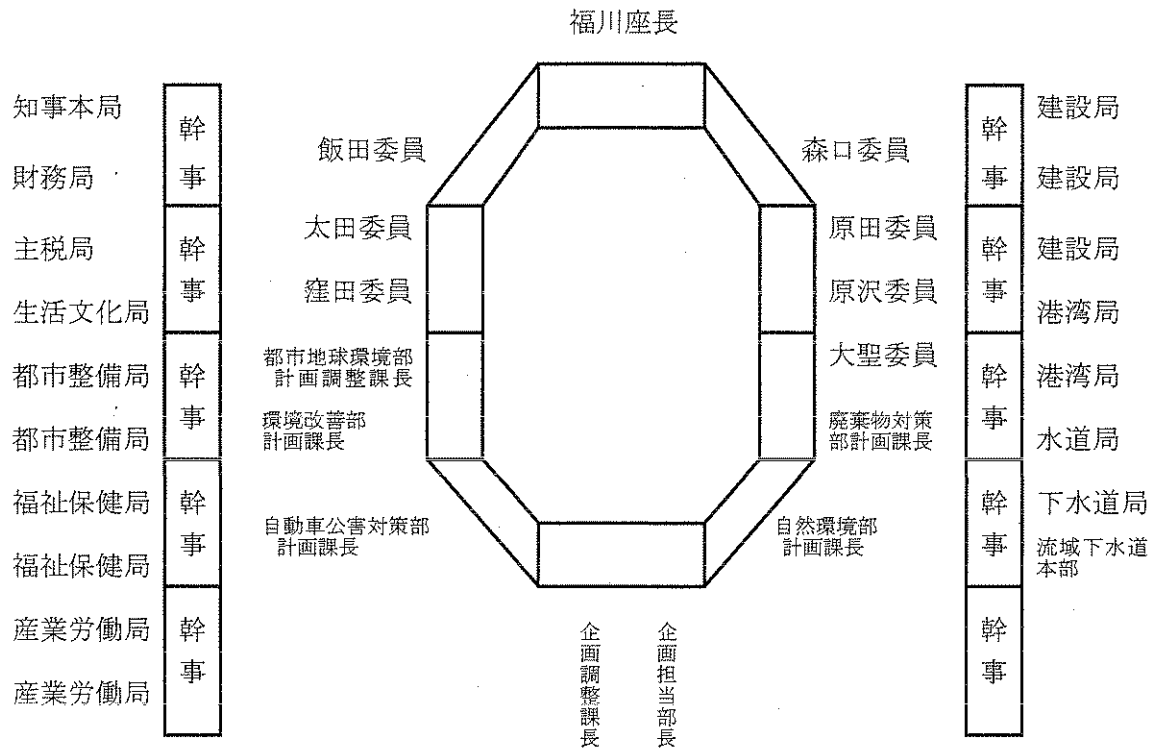 福川座長
知事本局
財務局
主税局
生活文化局
都市整備局
都市整備局
福祉保健局
福祉保健局
産業労働局
産業労働局
幹事
幹事
幹事
幹事
幹事
飯田委員
太田委員
窪田委員
都市地球環境部
計画調整課長
環境改善部
計画課長
自動車公害対策部
計画課長
森口委員
原田委員
原沢委員
大聖委員
廃棄物対策
部計画課長
自然環境部
計画課長
企画調整課長
企画担当部長
幹事
幹事
幹事
幹事
幹事
建設局
建設局
建設局
港湾局
港湾局
水道局
下水道局
流域下水道
本部